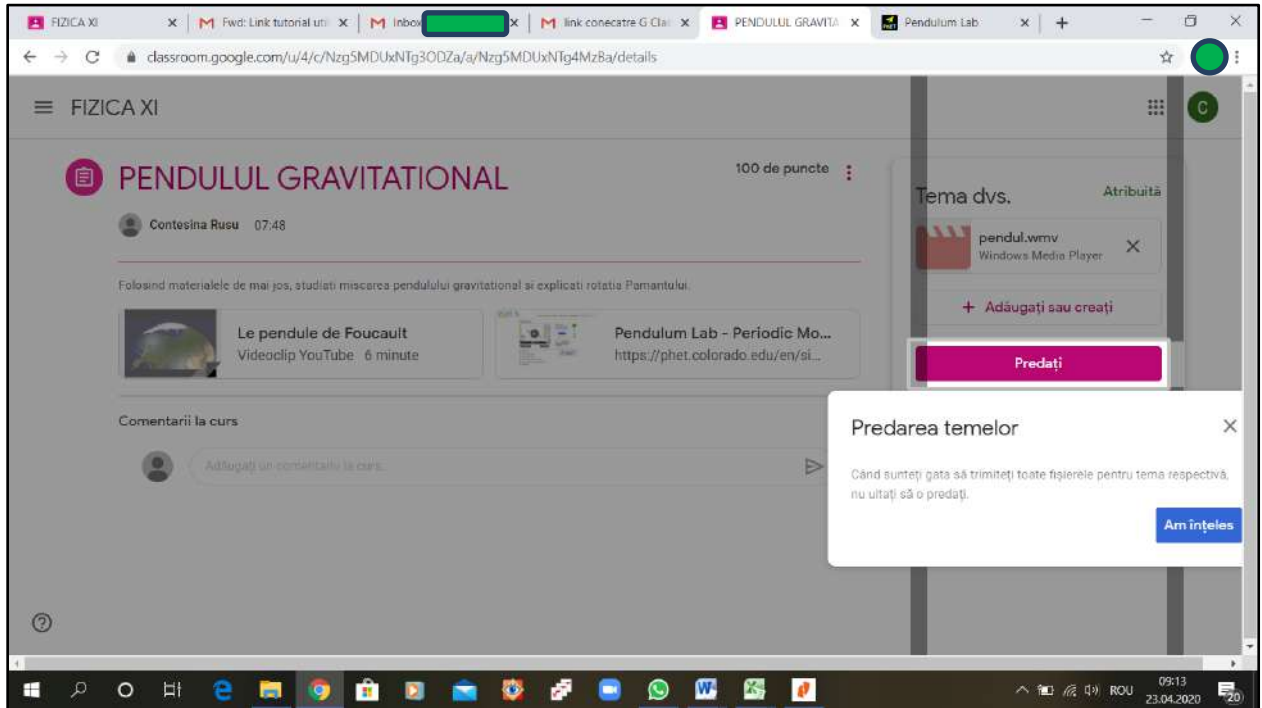 FIZICA XI
Fwd: Link tutorial uti
Inbox
link conecatre G Clas
PENDULUL GRAVITA
Pendulum Lab
classroom.google.com/u/4/c/Nzg5MDUxNTg3ODZa/a/Nzg5MDUxNTg4MzBa/details
FIZICA XI
C
PENDULUL GRAVITATIONAL
100 de puncte
Contesina Rusu 07:48
Folosind materialele de mai jos, studiati miscarea pendulului gravitational si explicati rotatia Pamantului.
Le pendule de Foucault
Videoclip YouTube 6 minute
Pendulum Lab - Periodic Mo...
https://phet.colorado.edu/en/si...
Comentarii la curs
Adăugați un comentariu la curs...
Tema dvs.
Atribuită
pendul.wmv
Windows Media Player
+ Adăugați sau creați
Predați
Predarea temelor
Când sunteți gata să trimiteți toate fișierele pentru tema respectivă,
nu uitați să o predați.
Am înțeles
ROU
09:13
23.04.2020
20